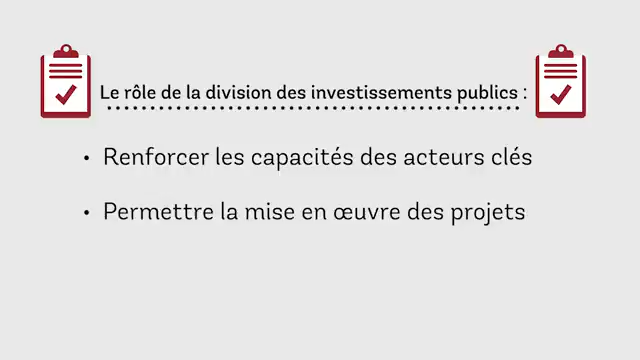 Le rôle de la division des investissements publics :
• Renforcer les capacités des acteurs clés
• Permettre la mise en œuvre des projets